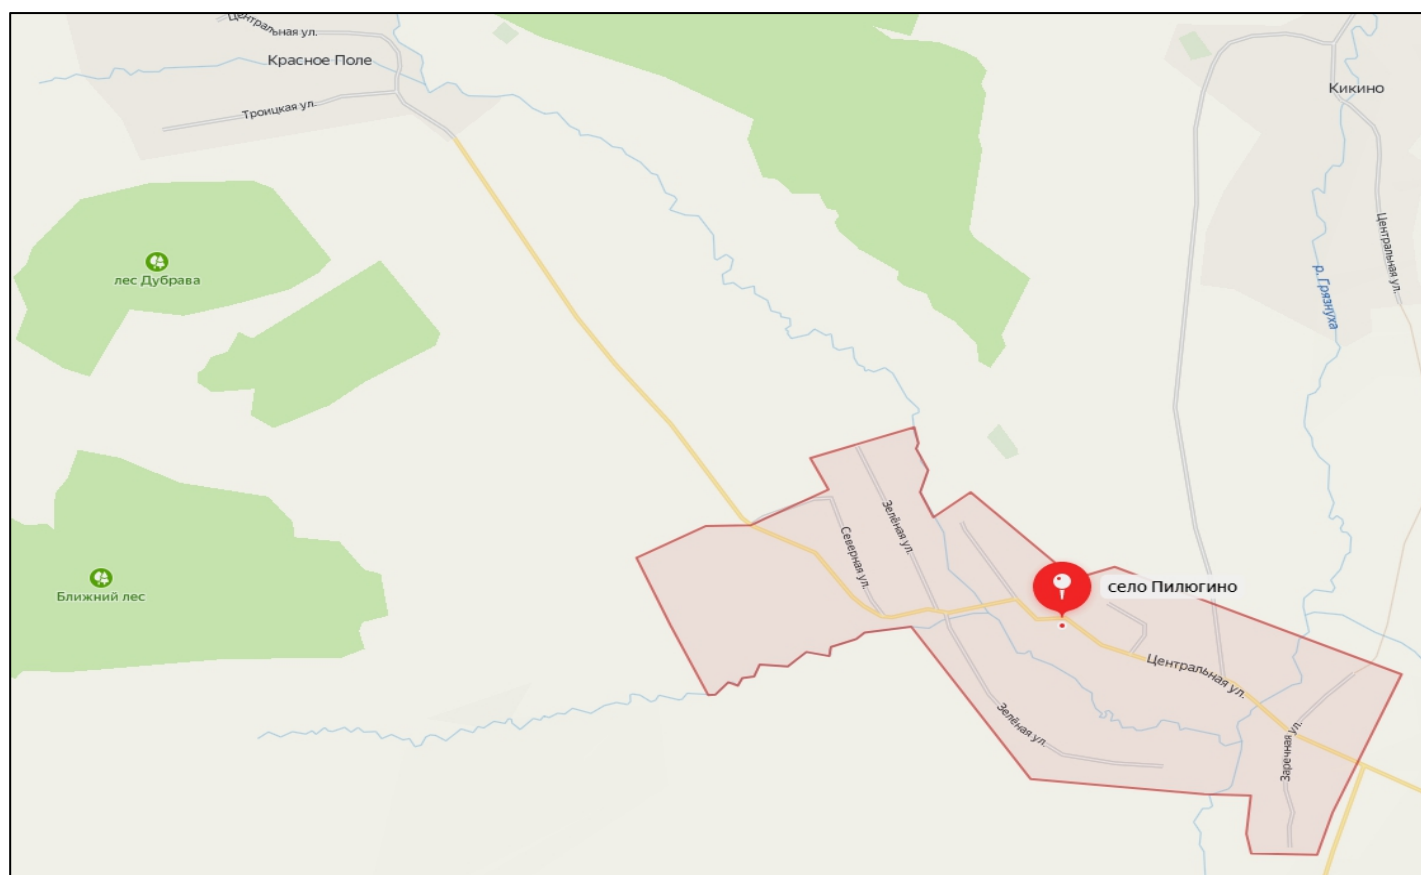 Центральная ул.
Красное Поле
Кикино
Троицкая ул.
Центральная ул.
лес Дубрава
р. Грязнуха
Зелёная ул.
Северная ул.
село Пилюгино
Ближний лес
Центральная ул.
Зелёная ул.
Заречная ул.